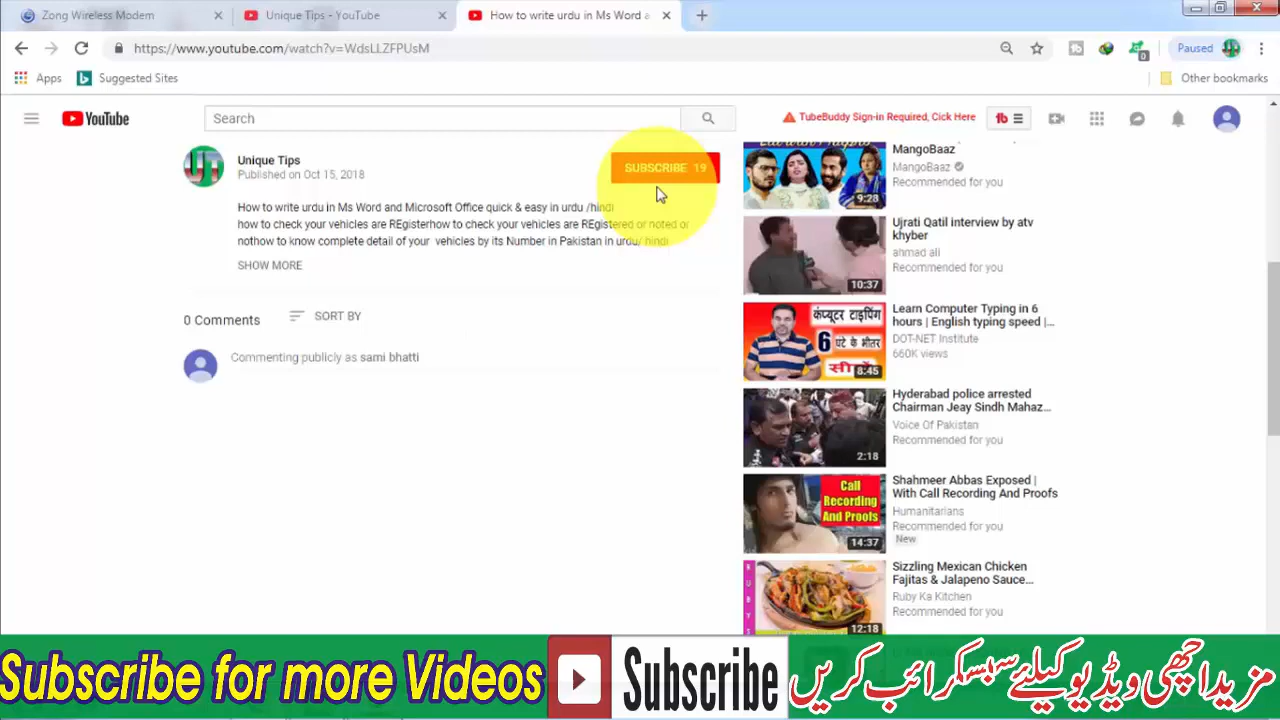 Zong Wireless Modem
Unique Tips - YouTube
How to write urdu in Ms Word a
https://www.youtube.com/watch?v=WdsLLZFPUsM
Paused
0
Apps
Suggested Sites
Other bookmarks
YouTube
Search
TubeBuddy Sign-in Required, Cick Here
tb
UT
Unique Tips
Published on Oct 15, 2018
SUBSCRIBE 19
How to write urdu in Ms Word and Microsoft Office quick & easy in urdu /hindi
how to check your vehicles are REgisterhow to check your vehicles are REgistered or noted or
nothow to know complete detail of your vehicles by its Number in Pakistan in urdu/ hindi
SHOW MORE
0 Comments
SORT BY
Commenting publicly as sami bhatti
MangoBaaz
MangoBaaz
Recommended for you
9:28
Ujrati Qatil interview by atv
khyber
ahmad ali
Recommended for you
10:37
कंप्यूटर टाइपिंग
6 घंटे के भीतर
सीखें
8:45
Learn Computer Typing in 6
hours | English typing speed |...
DOT-NET Institute
660K views
Hyderabad police arrested
Chairman Jeay Sindh Mahaz...
Voice Of Pakistan
Recommended for you
2:18
Call
Recording
And Proofs
14:37
Shahmeer Abbas Exposed |
With Call Recording And Proofs
Humanitarians
Recommended for you
New
Sizzling Mexican Chicken
Fajitas & Jalapeno Sauce...
Ruby Ka Kitchen
Recommended for you
12:18
Subscribe for more Videos
Subscribe
مزید اچھی ویڈیو کیلئے سبسکرائب کریں